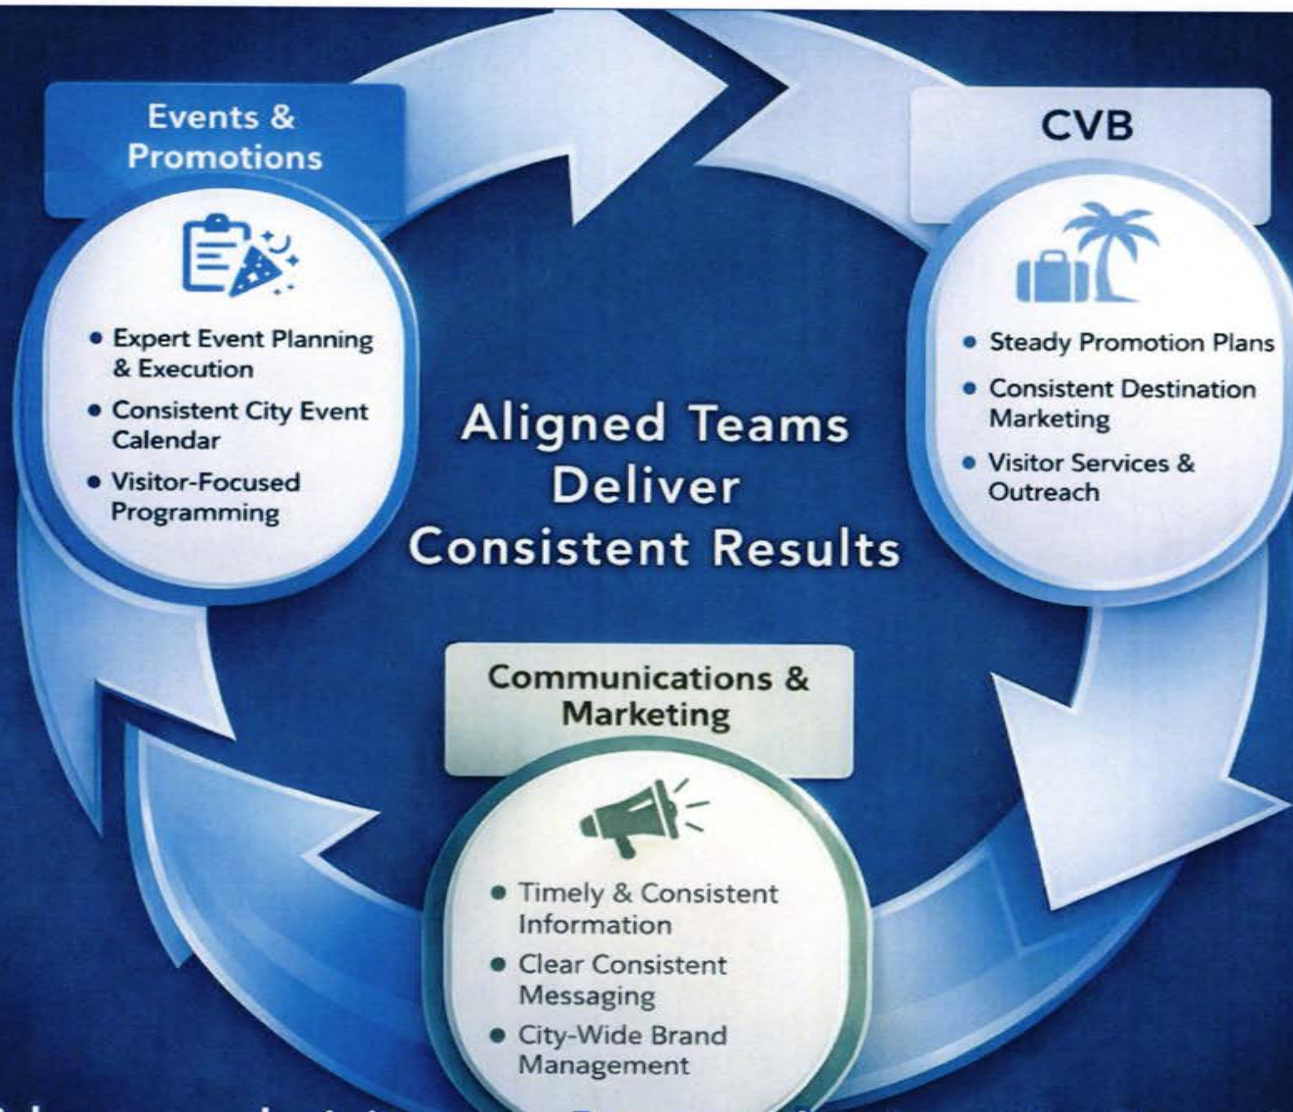 Events &
Promotions
• Expert Event Planning
& Execution
• Consistent City Event
Calendar
• Visitor-Focused
Programming
CVB
• Steady Promotion Plans
• Consistent Destination
Marketing
• Visitor Services &
Outreach
Aligned Teams
Deliver
Consistent Results
Communications &
Marketing
• Timely & Consistent
Information
• Clear Consistent
Messaging
• City-Wide Brand
Management